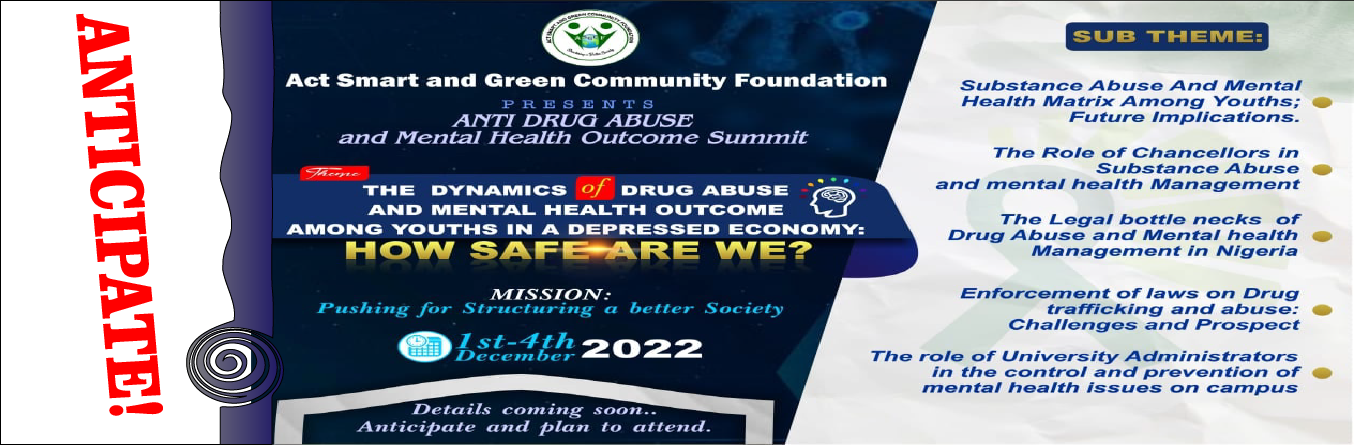 ANTICIPATE!
ACT SMART AND GREEN COMMUNITY FOUNDATION
Act Smart and Green Community Foundation
PRESENTS
ANTI DRUG ABUSE
and Mental Health Outcome Summit
Theme
THE DYNAMICS of DRUG ABUSE
AND MENTAL HEALTH OUTCOME
AMONG YOUTHS IN A DEPRESSED ECONOMY:
HOW SAFE ARE WE?
MISSION:
Pushing for Structuring a better Society
1st-4th
December 2022
Details coming soon..
Anticipate and plan to attend.
SUB THEME:
Substance Abuse And Mental
Health Matrix Among Youths;
Future Implications.
The Role of Chancellors in
Substance Abuse
and mental health Management
The Legal bottle necks of
Drug Abuse and Mental health
Management in Nigeria
Enforcement of laws on Drug
trafficking and abuse:
Challenges and Prospect
The role of University Administrators
in the control and prevention of
mental health issues on campus